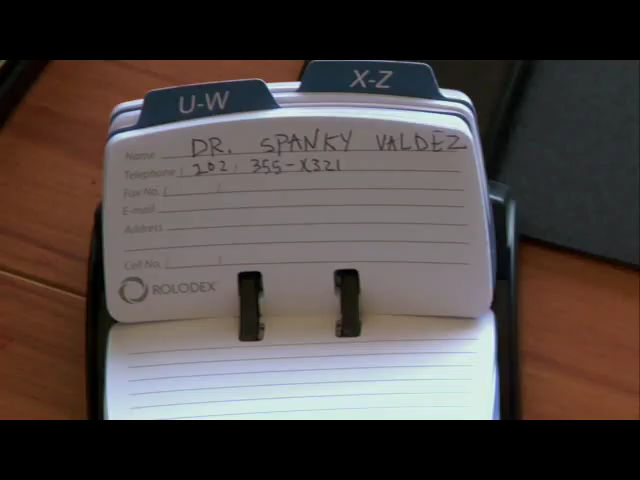 X-Z
U-W
Name DR. SPANKY VALDEZ
Telephone 202 355-X321
Fax No.
E-mail
Address
Cell No.
ROLODEX